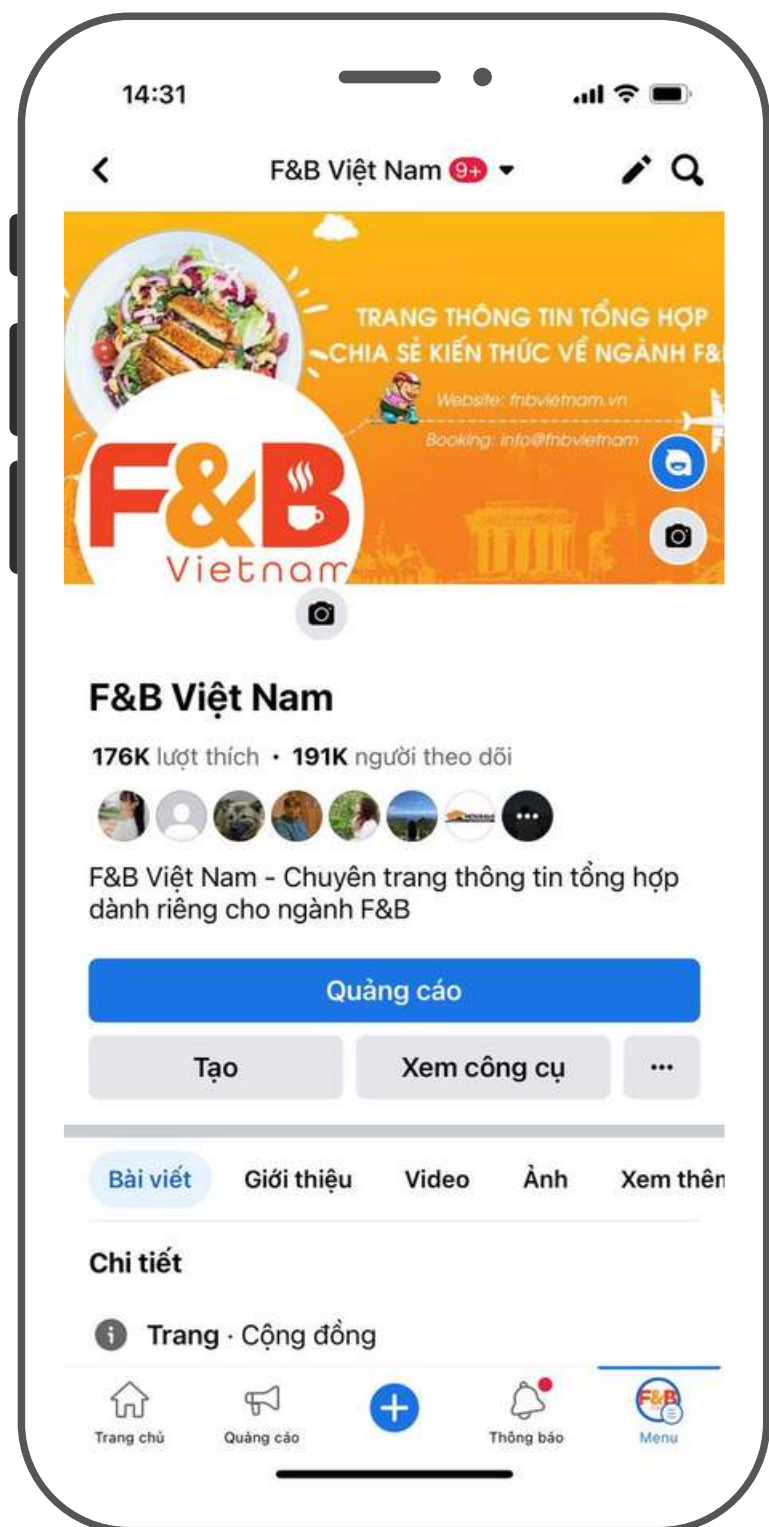 14:31
F&B Việt Nam 9+
TRANG THÔNG TIN TỔNG HỢP
CHIA SẺ KIẾN THỨC VỀ NGÀNH F&
Website: fnbvietnam.vn
Booking: info@fnbvietnam
F&B
Vietnam
F&B Việt Nam
176K lượt thích • 191K người theo dõi
F&B Việt Nam - Chuyên trang thông tin tổng hợp
dành riêng cho ngành F&B
Quảng cáo
Tạo Xem công cụ
Bài viết Giới thiệu Video Ảnh Xem thên
Chi tiết
Trang · Cộng đồng
F&B
Trang chủ Quảng cáo Thông báo Menu